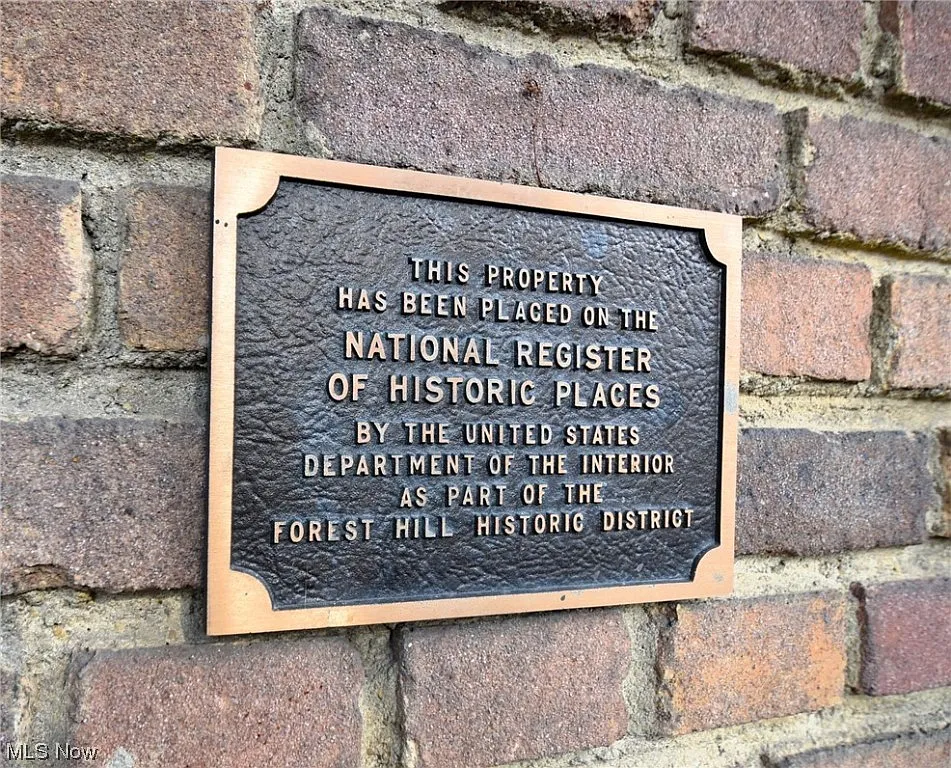 THIS PROPERTY
HAS BEEN PLACED ON THE
NATIONAL REGISTER
OF HISTORIC PLACES
BY THE UNITED STATES
DEPARTMENT OF THE INTERIOR
AS PART OF THE
FOREST HILL HISTORIC DISTRICT
MLS Now